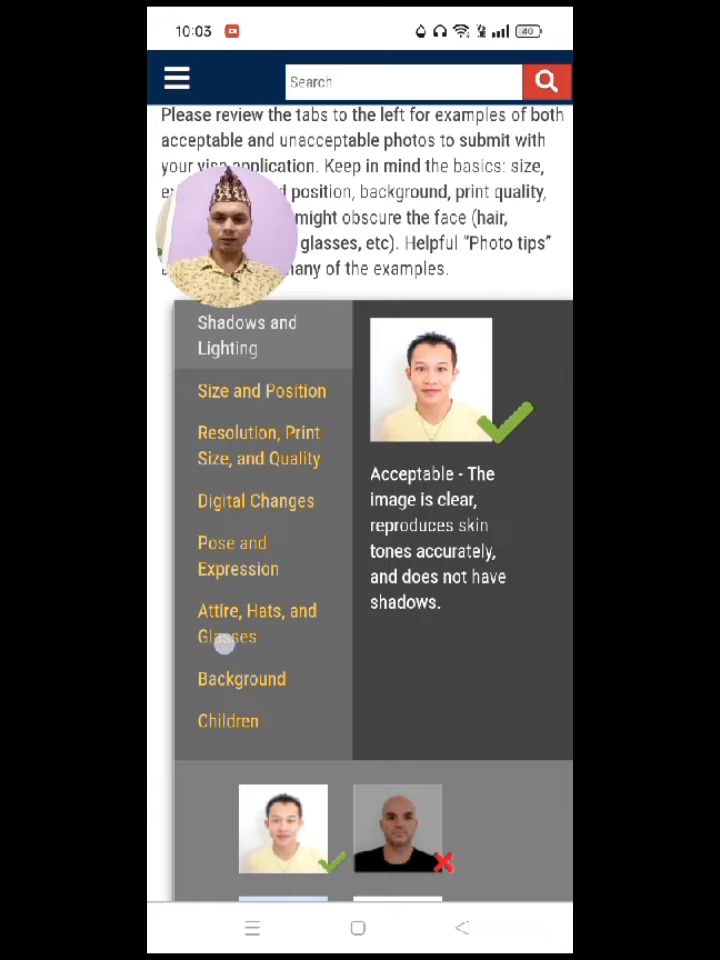 10:03
40
Search
Please review the tabs to the left for examples of both
acceptable and unacceptable photos to submit with
your visa application. Keep in mind the basics: size,
position, background, print quality,
might obscure the face (hair,
glasses, etc). Helpful “Photo tips”
many of the examples.
Shadows and
Lighting
Size and Position
Resolution, Print
Size, and Quality
Digital Changes
Pose and
Expression
Attire, Hats, and
Glasses
Background
Children
Acceptable - The
image is clear,
reproduces skin
tones accurately,
and does not have
shadows.